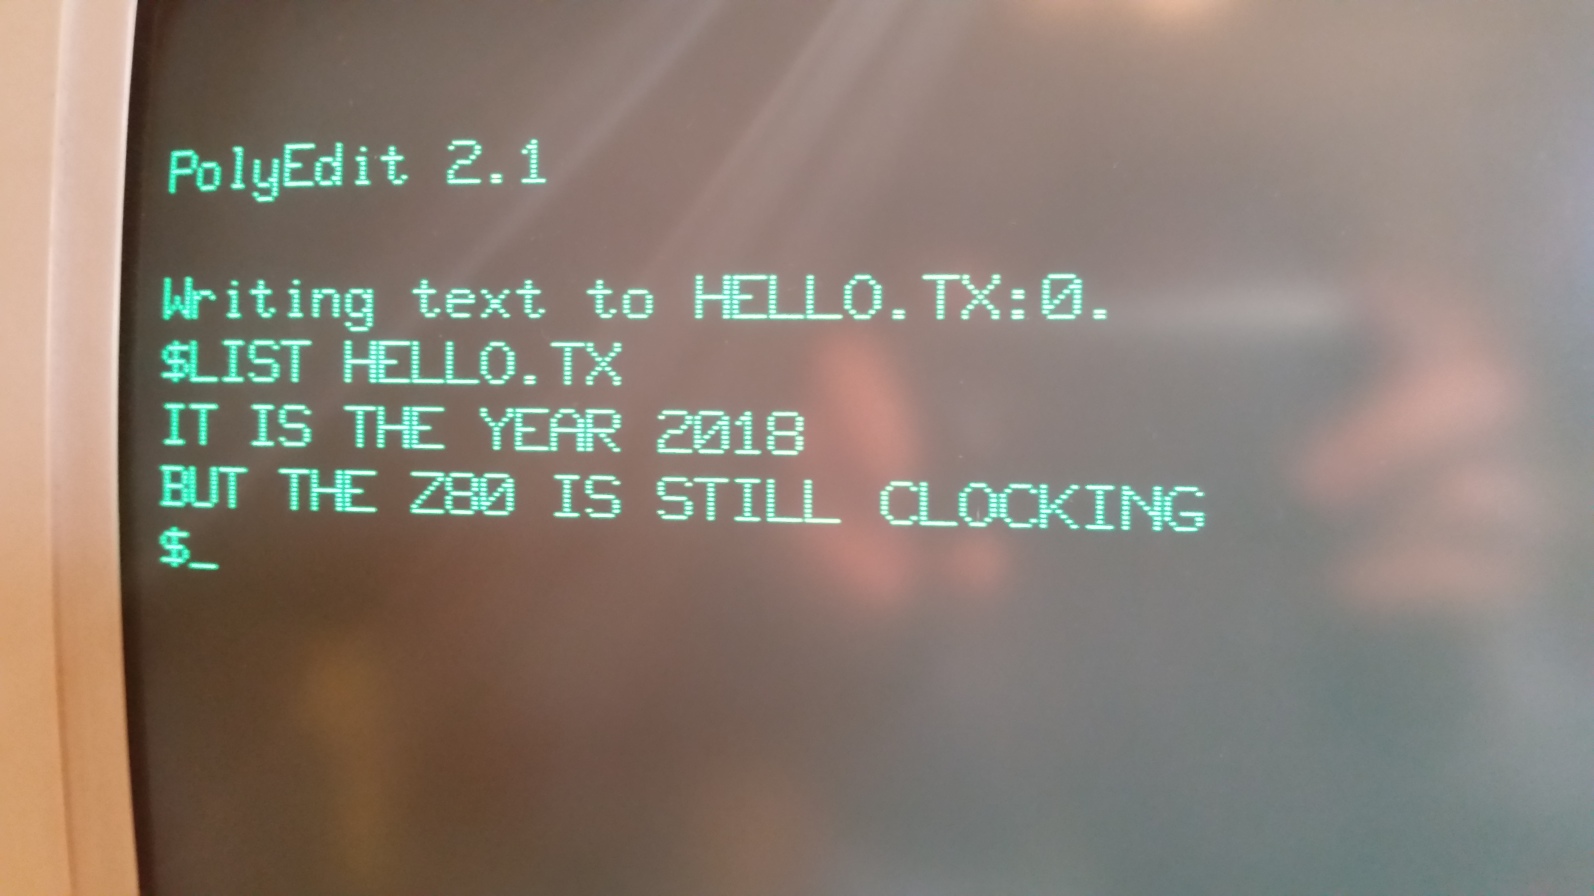 PolyEdit 2.1
Writing text to HELLO.TX:0.
$LIST HELLO.TX
IT IS THE YEAR 2018
BUT THE Z80 IS STILL CLOCKING
$_